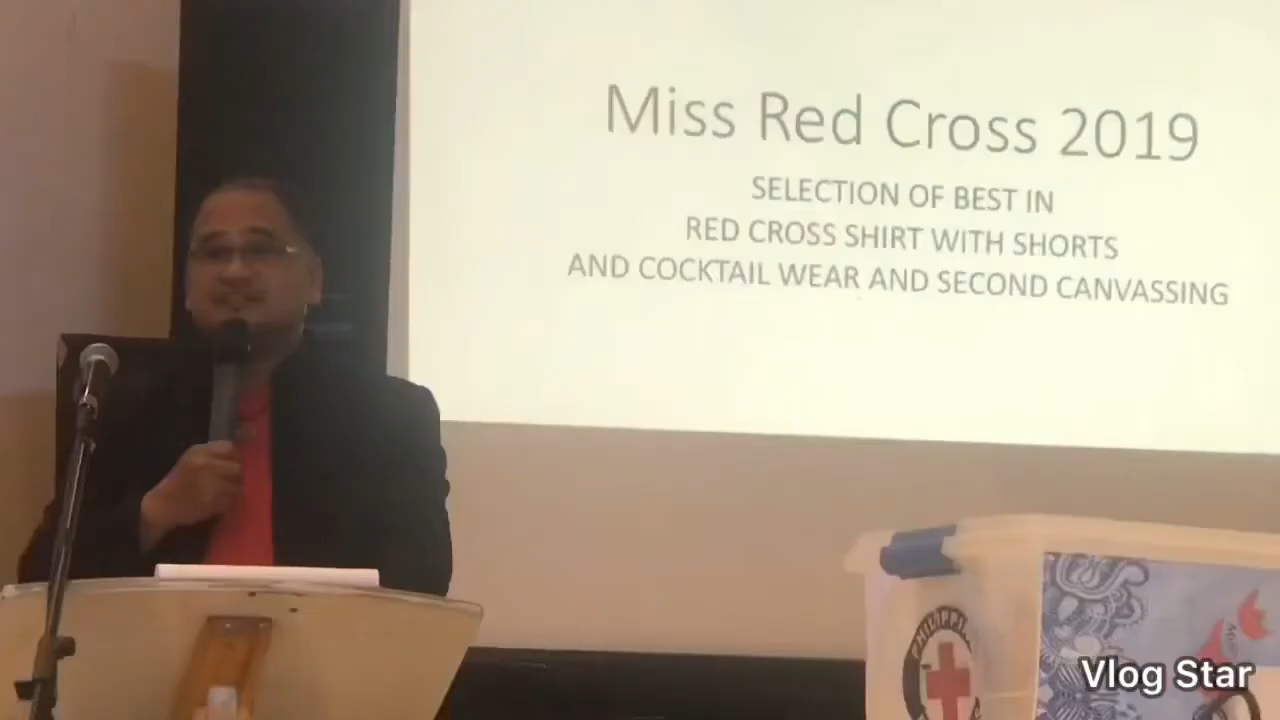 Miss Red Cross 2019
SELECTION OF BEST IN
RED CROSS SHIRT WITH SHORTS
AND COCKTAIL WEAR AND SECOND CANVASSING
Vlog Star